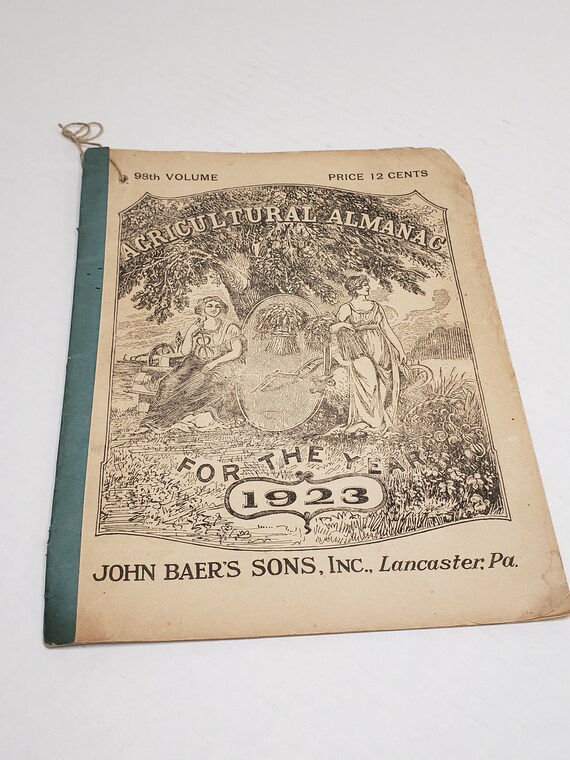 98th VOLUME PRICE 12 CENTS
AGRICULTURAL ALMANAC
FOR THE YEAR
1923
JOHN BAER'S SONS, INC., Lancaster, Pa.